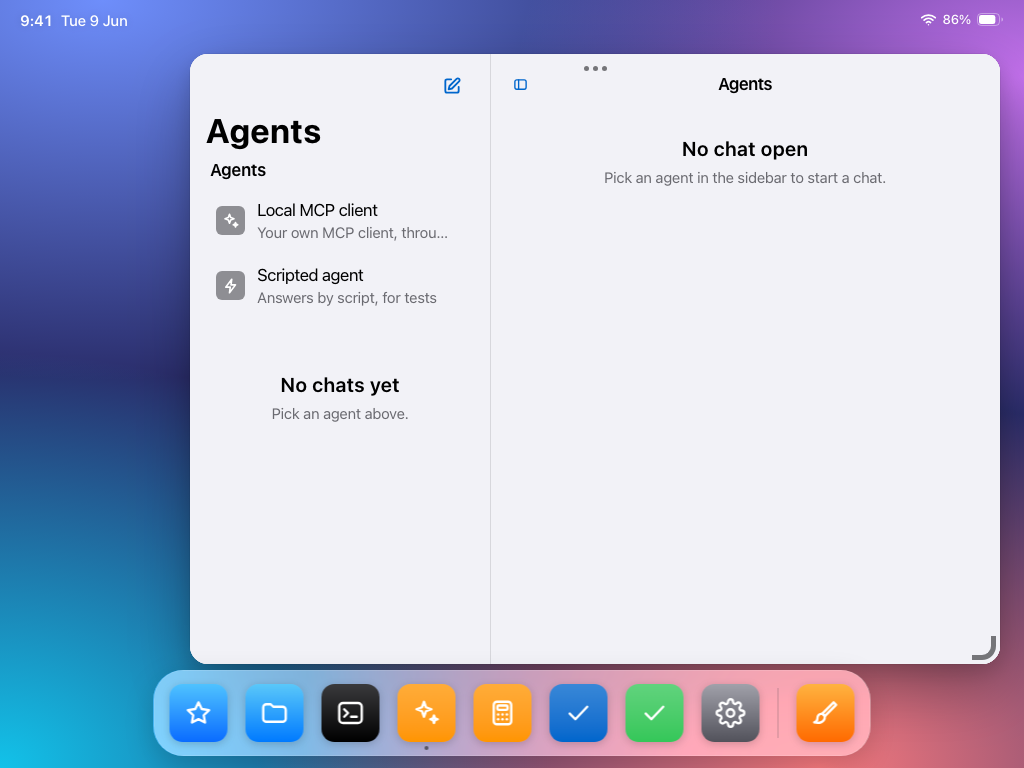 9:41 Tue 9 Jun
86%
Agents
Agents
Local MCP client
Your own MCP client, throu...
Scripted agent
Answers by script, for tests
No chats yet
Pick an agent above.
Agents
No chat open
Pick an agent in the sidebar to start a chat.